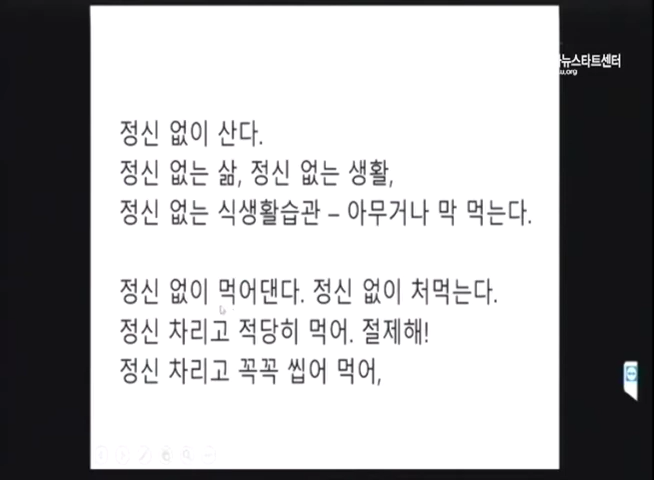 뉴스타트센터
정신 없이 산다.
정신 없는 삶, 정신 없는 생활,
정신 없는 식생활습관 – 아무거나 막 먹는다.
정신 없이 먹어댄다. 정신 없이 처먹는다.
정신 차리고 적당히 먹어. 절제해!
정신 차리고 꼭꼭 씹어 먹어,